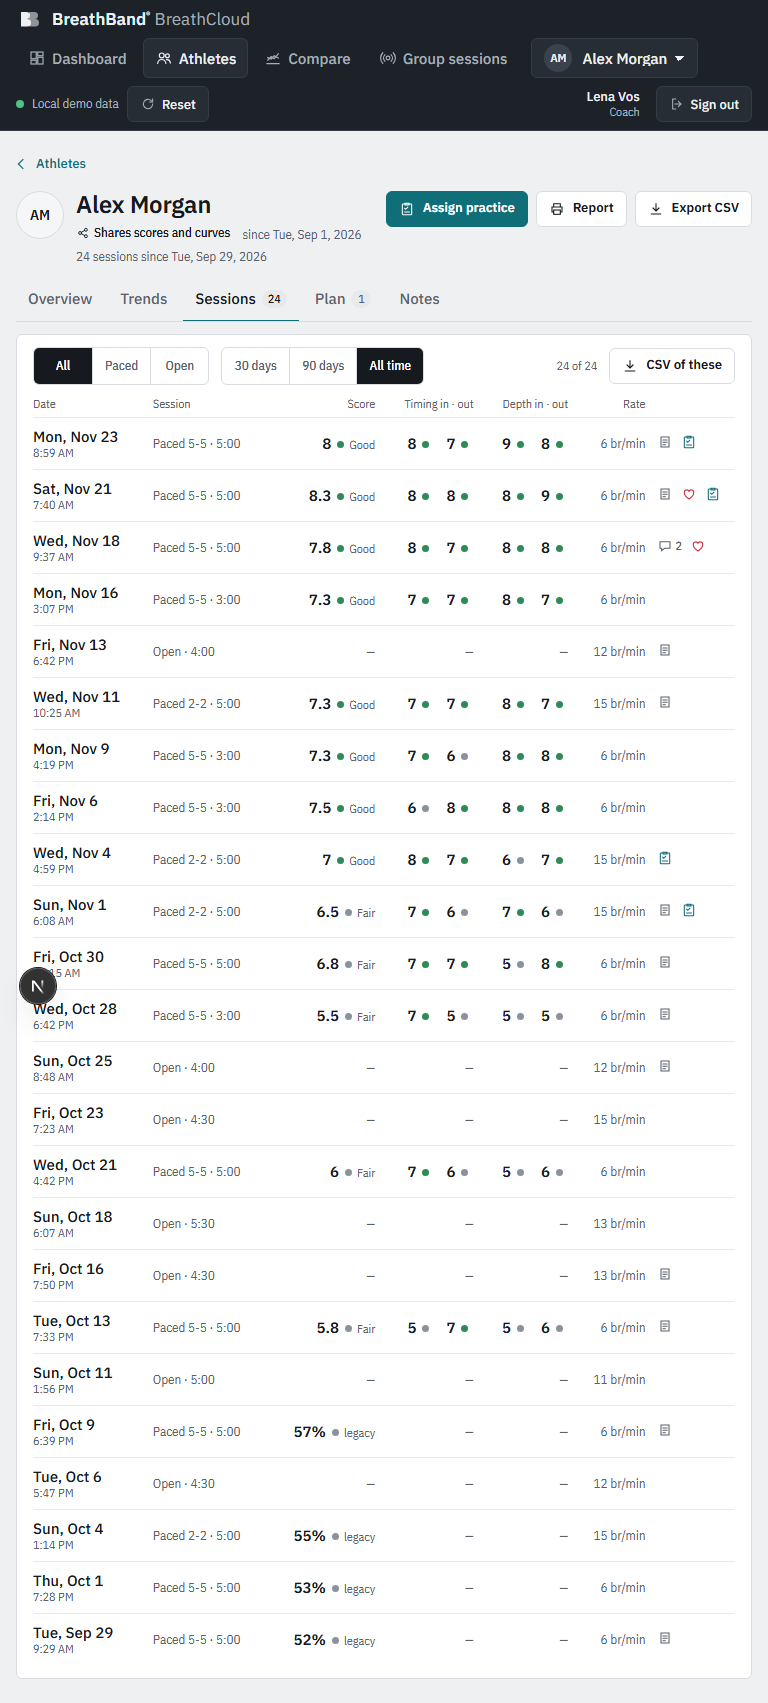 BreathBand® BreathCloud
Dashboard Athletes Compare Group sessions AM Alex Morgan
Local demo data Reset Lena Vos Coach Sign out
Athletes
AM Alex Morgan
Shares scores and curves since Tue, Sep 1, 2026
24 sessions since Tue, Sep 29, 2026
Assign practice Report Export CSV
Overview Trends Sessions 24 Plan 1 Notes
All Paced Open 30 days 90 days All time 24 of 24 CSV of these
Date Session Score Timing in · out Depth in · out Rate
Mon, Nov 23 Paced 5-5 · 5:00 8 Good 8 7 9 8 6 br/min
8:59 AM
Sat, Nov 21 Paced 5-5 · 5:00 8.3 Good 8 8 8 9 6 br/min
7:40 AM
Wed, Nov 18 Paced 5-5 · 5:00 7.8 Good 8 7 8 8 6 br/min 2
9:37 AM
Mon, Nov 16 Paced 5-5 · 3:00 7.3 Good 7 7 8 7 6 br/min
3:07 PM
Fri, Nov 13 Open · 4:00 – – – 12 br/min
6:42 PM
Wed, Nov 11 Paced 2-2 · 5:00 7.3 Good 7 7 8 7 15 br/min
10:25 AM
Mon, Nov 9 Paced 5-5 · 3:00 7.3 Good 7 6 8 8 6 br/min
4:19 PM
Fri, Nov 6 Paced 5-5 · 3:00 7.5 Good 6 8 8 8 6 br/min
2:14 PM
Wed, Nov 4 Paced 2-2 · 5:00 7 Good 8 7 6 7 15 br/min
4:59 PM
Sun, Nov 1 Paced 2-2 · 5:00 6.5 Fair 7 6 7 6 15 br/min
6:08 AM
Fri, Oct 30 Paced 5-5 · 5:00 6.8 Fair 7 7 5 8 6 br/min
15 AM
Wed, Oct 28 Paced 5-5 · 3:00 5.5 Fair 7 5 5 5 6 br/min
6:42 PM
Sun, Oct 25 Open · 4:00 – – – 12 br/min
8:48 AM
Fri, Oct 23 Open · 4:30 – – – 15 br/min
7:23 AM
Wed, Oct 21 Paced 5-5 · 5:00 6 Fair 7 6 5 6 6 br/min
4:42 PM
Sun, Oct 18 Open · 5:30 – – – 13 br/min
6:07 AM
Fri, Oct 16 Open · 4:30 – – – 13 br/min
7:50 PM
Tue, Oct 13 Paced 5-5 · 5:00 5.8 Fair 5 7 5 6 6 br/min
7:33 PM
Sun, Oct 11 Open · 5:00 – – – 11 br/min
1:56 PM
Fri, Oct 9 Paced 5-5 · 5:00 57% legacy – – 6 br/min
6:39 PM
Tue, Oct 6 Open · 4:30 – – – 12 br/min
5:47 PM
Sun, Oct 4 Paced 2-2 · 5:00 55% legacy – – 15 br/min
1:14 PM
Thu, Oct 1 Paced 5-5 · 5:00 53% legacy – – 6 br/min
7:28 PM
Tue, Sep 29 Paced 5-5 · 5:00 52% legacy – – 6 br/min
9:29 AM